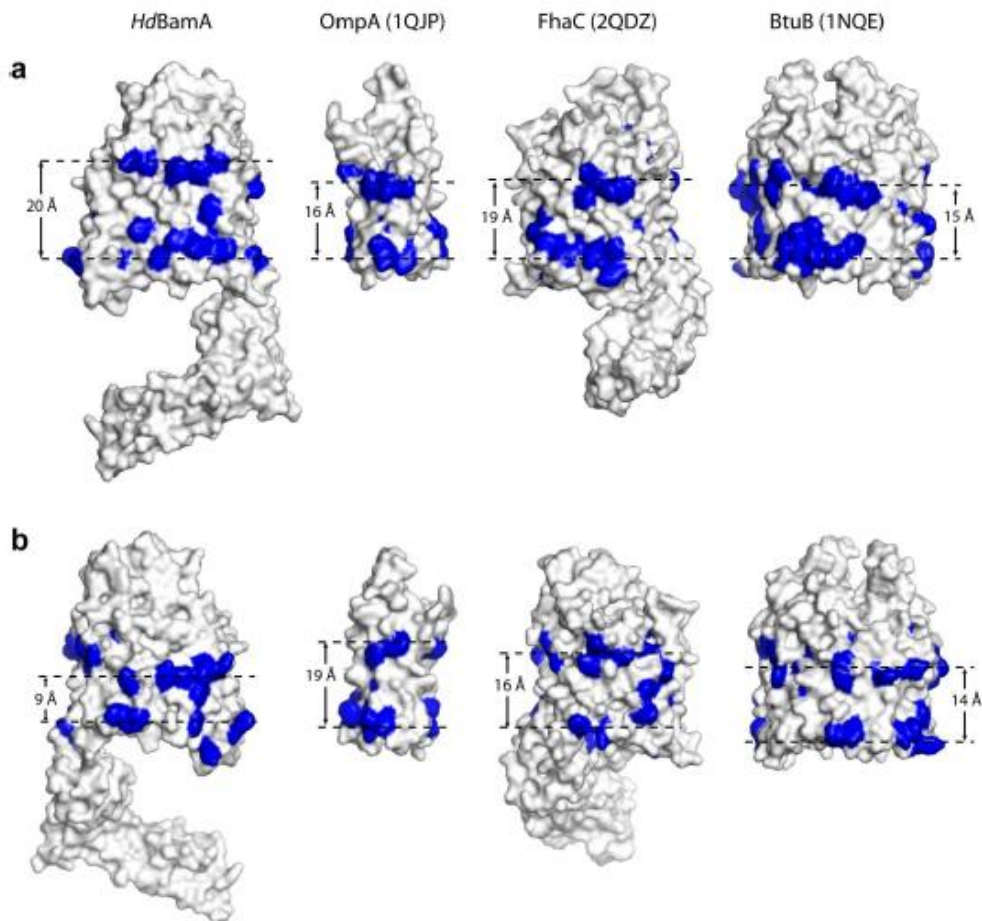 HdBamA OmpA (1QJP) FhaC (2QDZ) BtuB (1NQE)
a
20 Å 16 Å 19 Å 15 Å
b
9 Å 19 Å 16 Å 14 Å